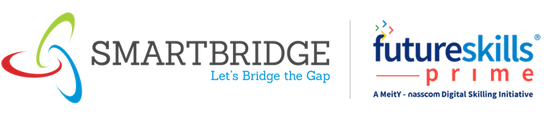 SMARTBRIDGE
Let's Bridge the Gap
futureskills®
prime
A MeitY - nasscom Digital Skilling Initiative